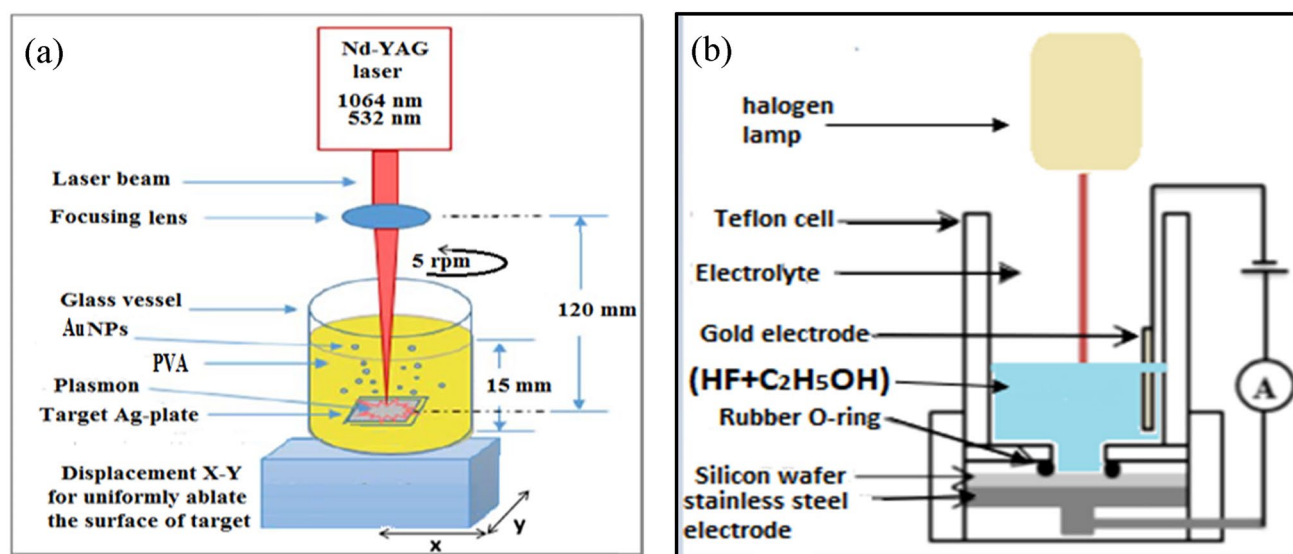 (a)
Nd-YAG
laser
1064 nm
532 nm
Laser beam
Focusing lens
5 rpm
120 mm
Glass vessel
AuNPs
PVA
15 mm
Plasmon
Target Ag-plate
Displacement X-Y
for uniformly ablate
the surface of target
x
y
(b)
halogen
lamp
Teflon cell
Electrolyte
Gold electrode
(HF+C2H5OH)
A
Rubber O-ring
Silicon wafer
stainless steel
electrode